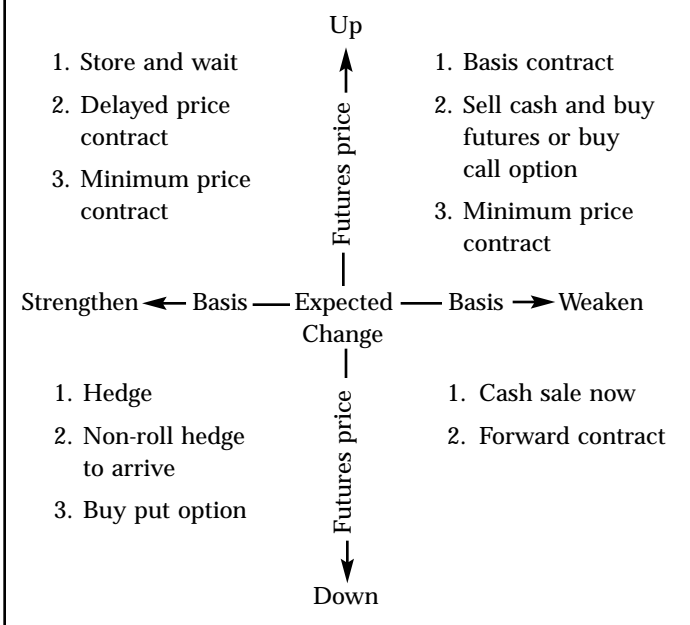 Up
1. Store and wait
2. Delayed price
contract
3. Minimum price
contract
Futures price
1. Basis contract
2. Sell cash and buy
futures or buy
call option
3. Minimum price
contract
Strengthen Basis Expected Basis Weaken
Change
1. Hedge
2. Non-roll hedge
to arrive
3. Buy put option
Futures price
1. Cash sale now
2. Forward contract
Down